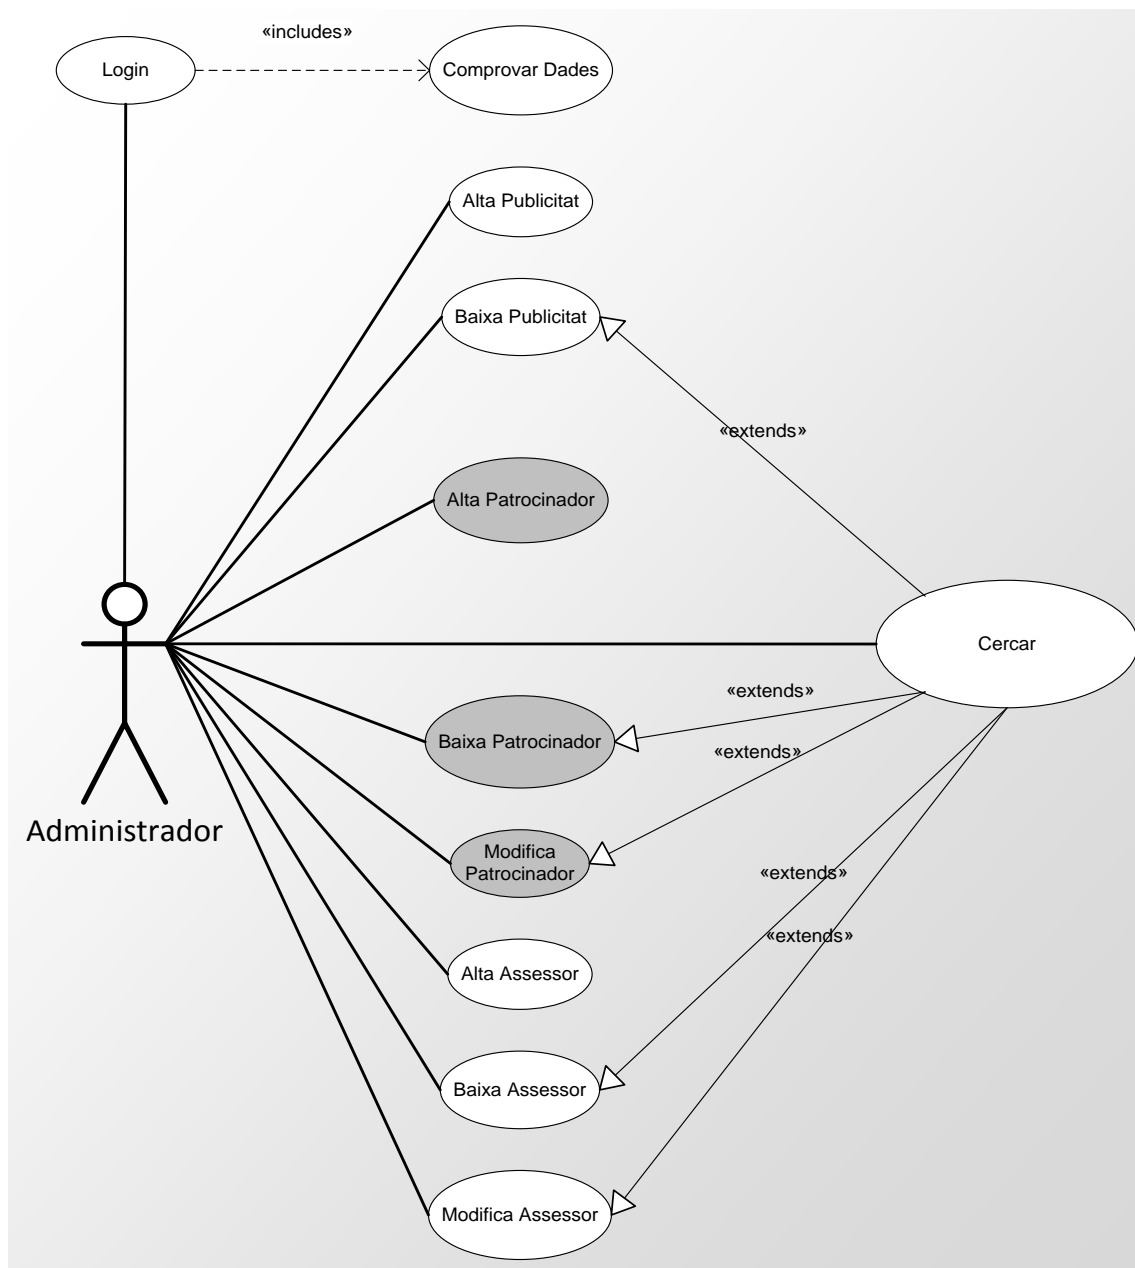 «includes»
Login
Comprovar Dades
Alta Publicitat
Baixa Publicitat
«extends»
Alta Patrocinador
Cercar
«extends»
Baixa Patrocinador
«extends»
Administrador
Modifica
Patrocinador
«extends»
«extends»
Alta Assessor
Baixa Assessor
Modifica Assessor